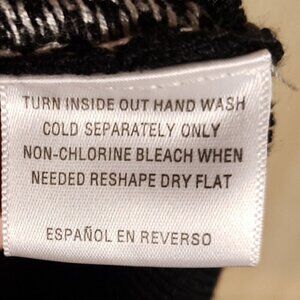 TURN INSIDE OUT HAND WASH
COLD SEPARATELY ONLY
NON-CHLORINE BLEACH WHEN
NEEDED RESHAPE DRY FLAT
ESPAÑOL EN REVERSO